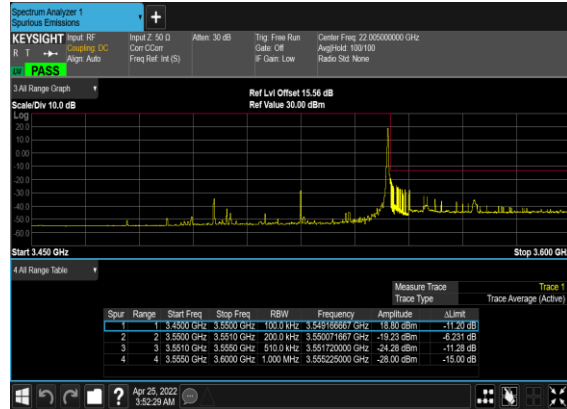 Spectrum Analyzer 1
Spurious Emissions
KEYSIGHT Input: RF Input Z: 50 Ω Atten: 30 dB Trig: Free Run Center Freq: 22.005000000 GHz
R T Coupling: DC Corr CCorr Gate: Off Avg|Hold: 100/100
Align: Auto Freq Ref: Int (S) IF Gain: Low Radio Std: None
PASS
3 All Range Graph
Ref Lvl Offset 15.56 dB
Scale/Div 10.0 dB Ref Value 30.00 dBm
Log
20.0
10.0
0.00
-10.0
-20.0
-30.0
-40.0
-50.0
-60.0
Start 3.450 GHz Stop 3.600 GH
4 All Range Table
Measure Trace Trace 1
Trace Type Trace Average (Active)
Spur Range Start Freq Stop Freq RBW Frequency Amplitude ΔLimit
1 1 3.4500 GHz 3.5500 GHz 100.0 kHz 3.549166667 GHz 18.80 dBm -11.20 dB
2 2 3.5500 GHz 3.5510 GHz 200.0 kHz 3.550071667 GHz -19.23 dBm -6.231 dB
3 3 3.5510 GHz 3.5550 GHz 510.0 kHz 3.551720000 GHz -24.28 dBm -11.28 dB
4 4 3.5550 GHz 3.6000 GHz 1.000 MHz 3.555225000 GHz -28.00 dBm -15.00 dB
? Apr 25, 2022
3:52:29 AM